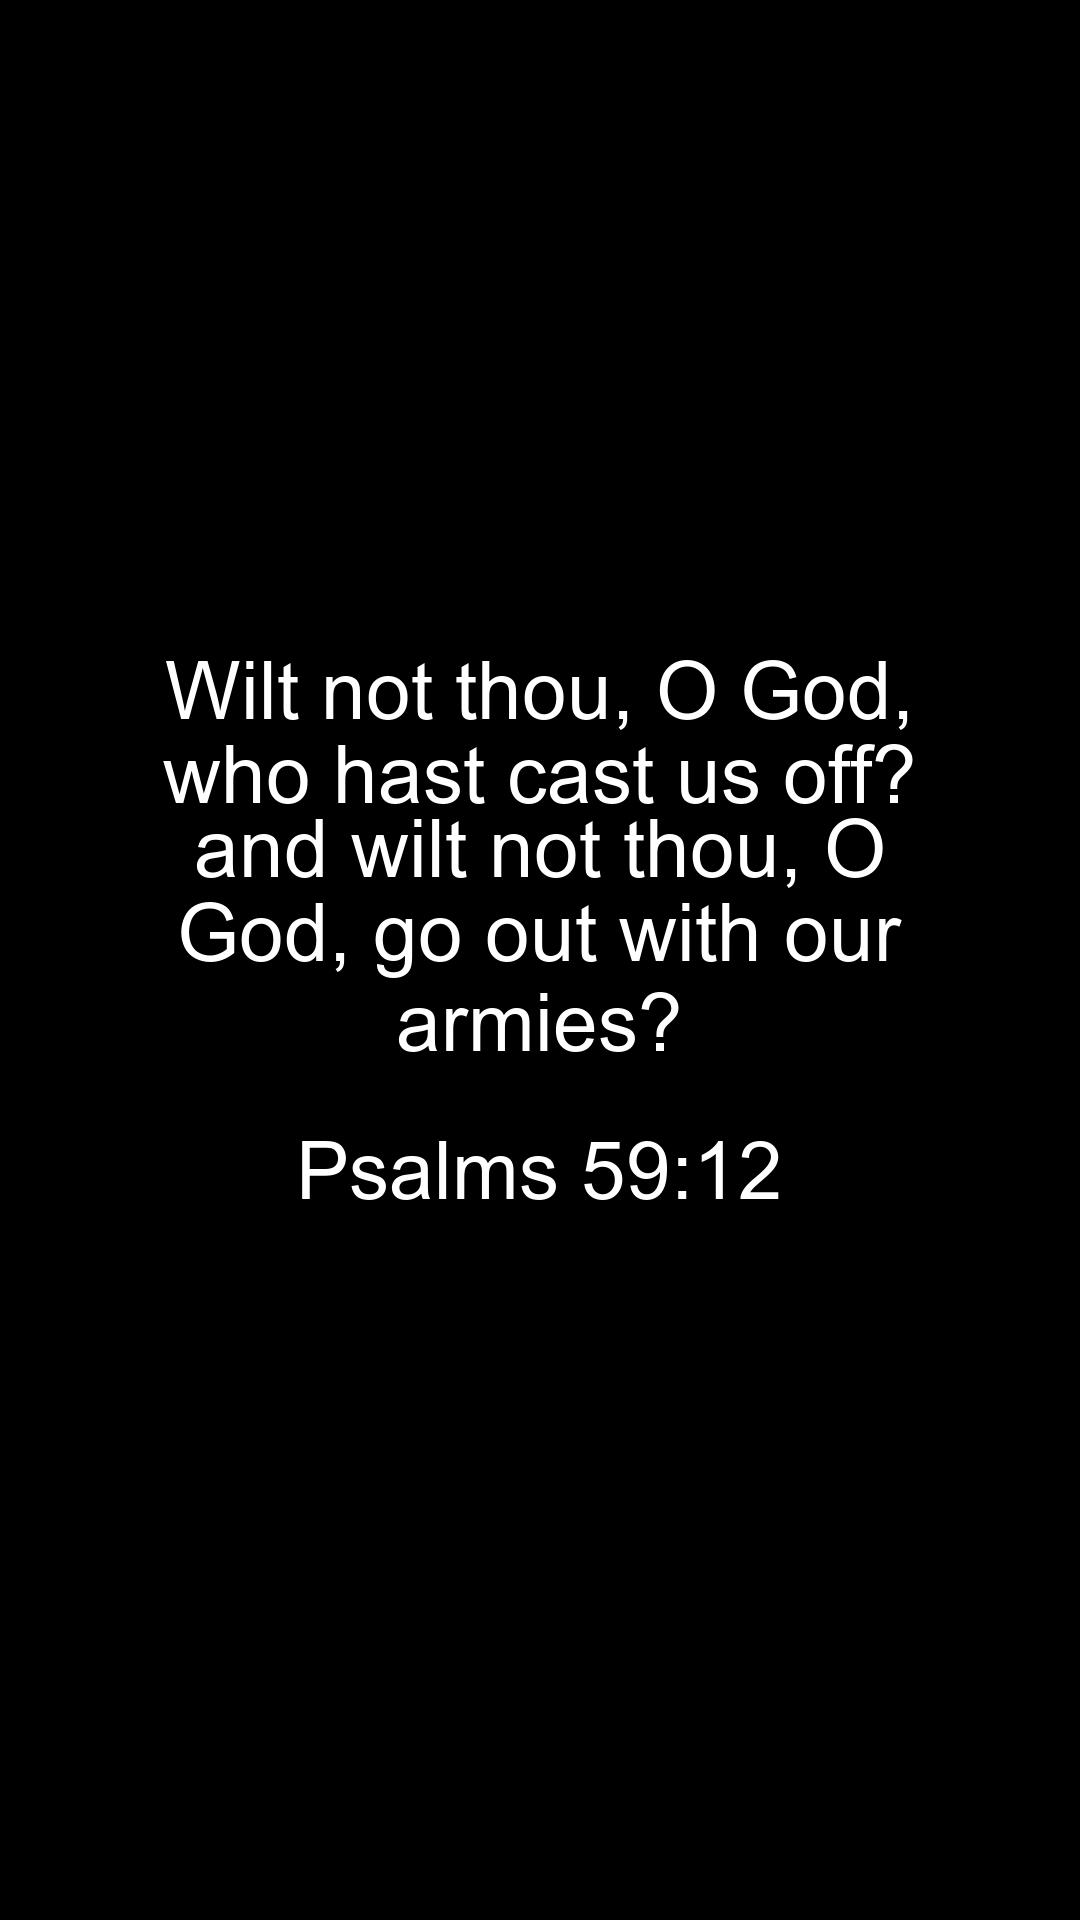 Wilt not thou, O God,
who hast cast us off?
and wilt not thou, O
God, go out with our
armies?
Psalms 59:12